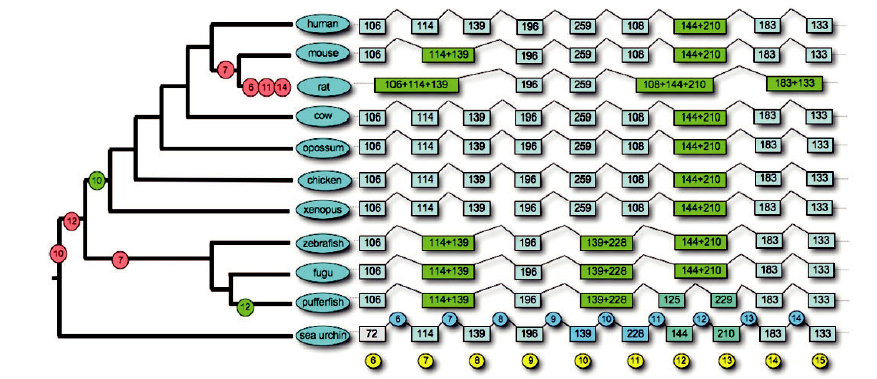 human 106 114 139 196 259 108 144+210 183 133
mouse 106 114+139 196 259 108 144+210 183 133
7
6 11 14 rat 106+114+139 196 259 108+144+210 183+133
cow 106 114 139 196 259 108 144+210 183 133
opossum 106 114 139 196 259 108 144+210 183 133
10 chicken 106 114 139 196 259 108 144+210 183 133
xenopus 106 114 139 196 259 108 144+210 183 133
12
zebrafish 106 114+139 196 139+228 144+210 183 133
10 7
fugu 106 114+139 196 139+228 144+210 183 133
12 pufferfish 106 114+139 196 139+228 125 229 183 133
6 7 8 9 10 11 12 13 14
sea urchin 72 114 139 196 139 228 144 210 183 133
6 7 8 9 10 11 12 13 14 15